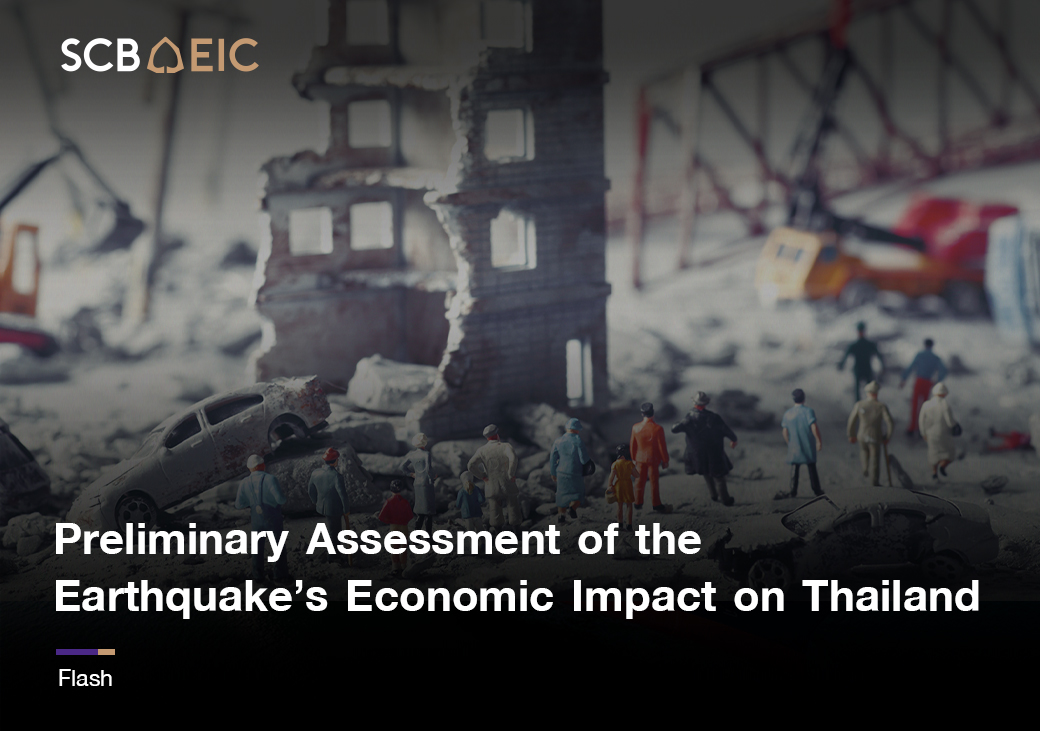 SCB EIC
Preliminary Assessment of the
Earthquake’s Economic Impact on Thailand
Flash